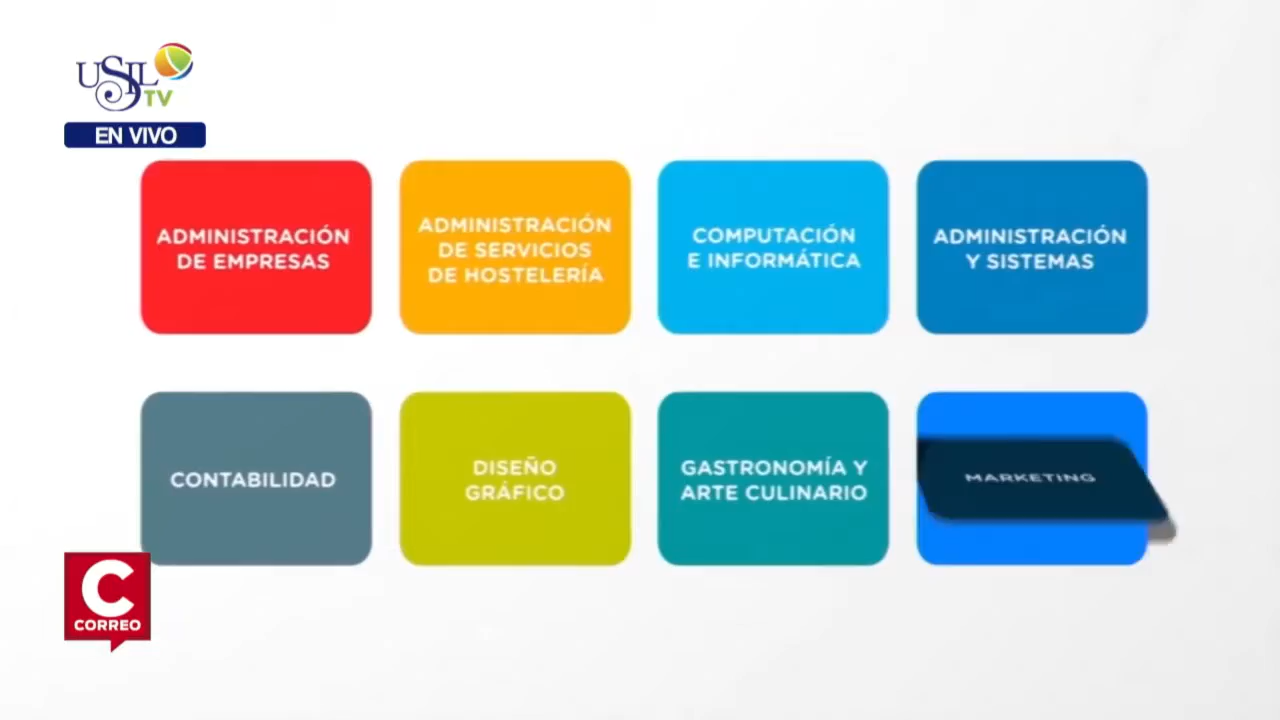 USIL
TV
EN VIVO
ADMINISTRACIÓN
DE EMPRESAS
ADMINISTRACIÓN
DE SERVICIOS
DE HOSTELERÍA
COMPUTACIÓN
E INFORMÁTICA
ADMINISTRACIÓN
Y SISTEMAS
CONTABILIDAD
DISEÑO
GRÁFICO
GASTRONOMÍA Y
ARTE CULINARIO
MARKETING
C
CORREO